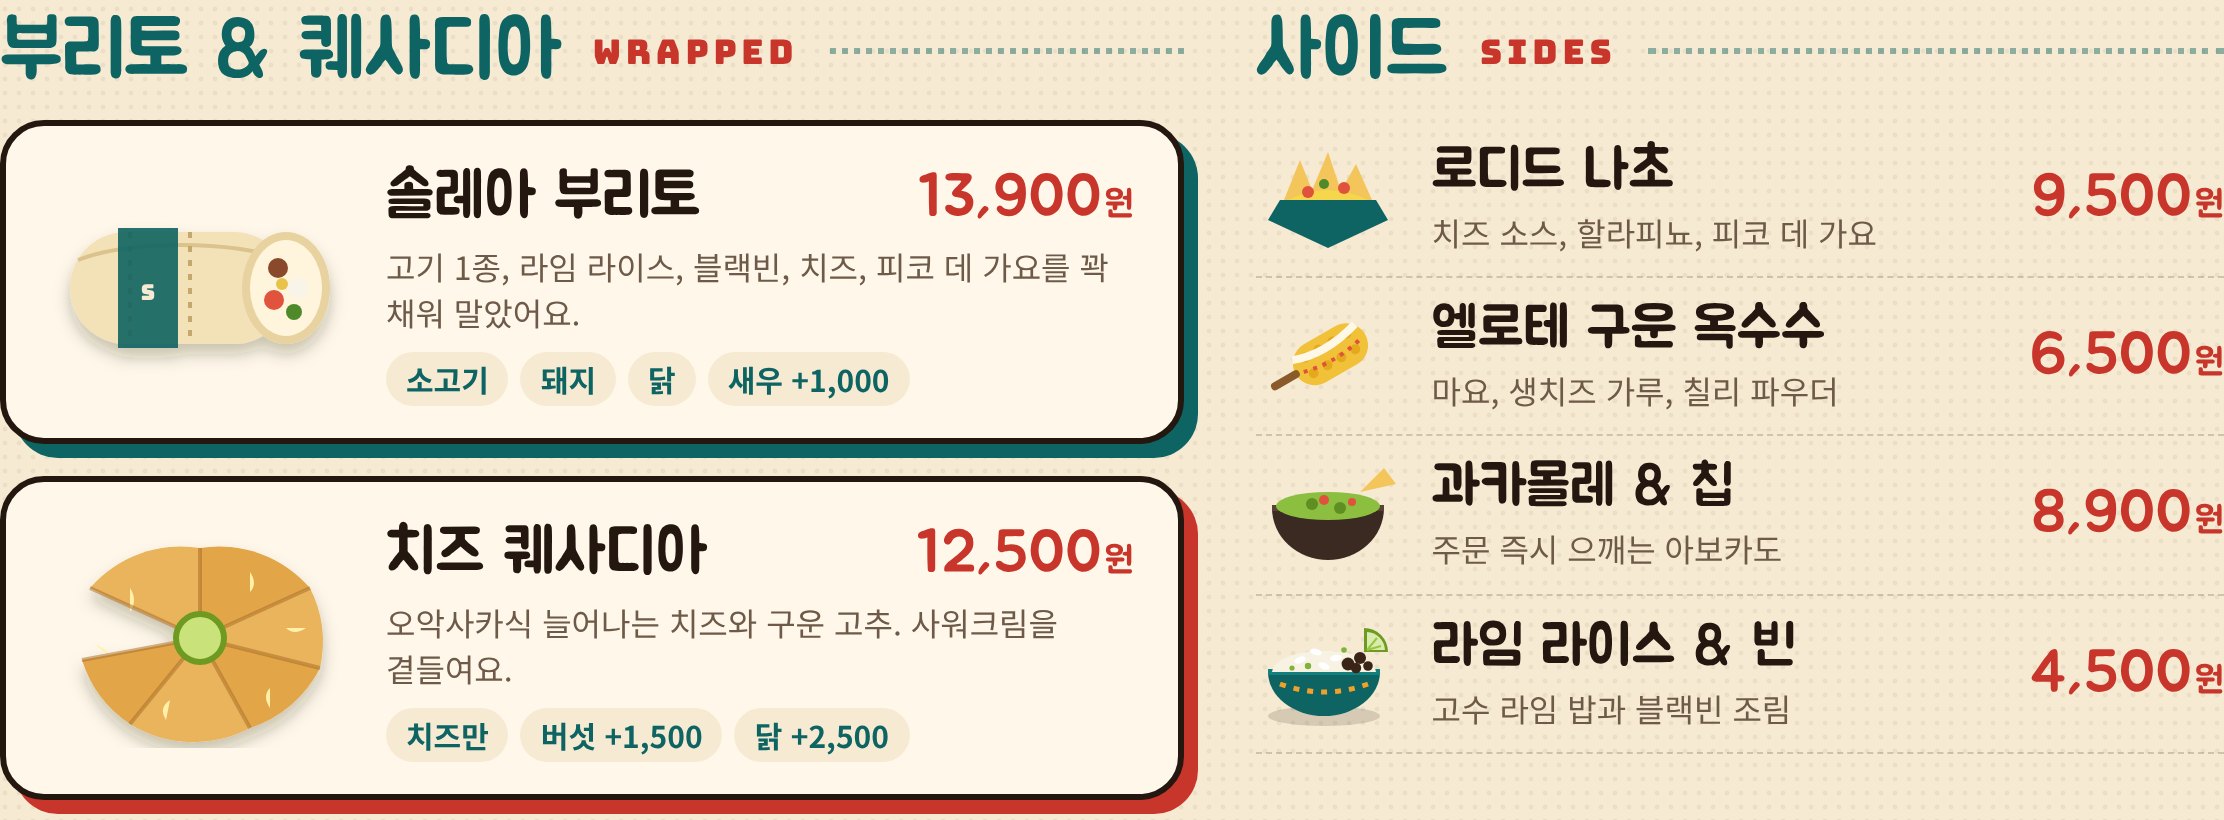 부리토 & 퀘사디아 WRAPPED
S
솔레아 부리토 13,900원
고기 1종, 라임 라이스, 블랙빈, 치즈, 피코 데 가요를 꽉
채워 말았어요.
소고기 돼지 닭 새우 +1,000
치즈 퀘사디아 12,500원
오악사카식 늘어나는 치즈와 구운 고추. 사워크림을
곁들여요.
치즈만 버섯 +1,500 닭 +2,500
사이드 SIDES
로디드 나초 9,500원
치즈 소스, 할라피뇨, 피코 데 가요
엘로테 구운 옥수수 6,500원
마요, 생치즈 가루, 칠리 파우더
과카몰레 & 칩 8,900원
주문 즉시 으깨는 아보카도
라임 라이스 & 빈 4,500원
고수 라임 밥과 블랙빈 조림